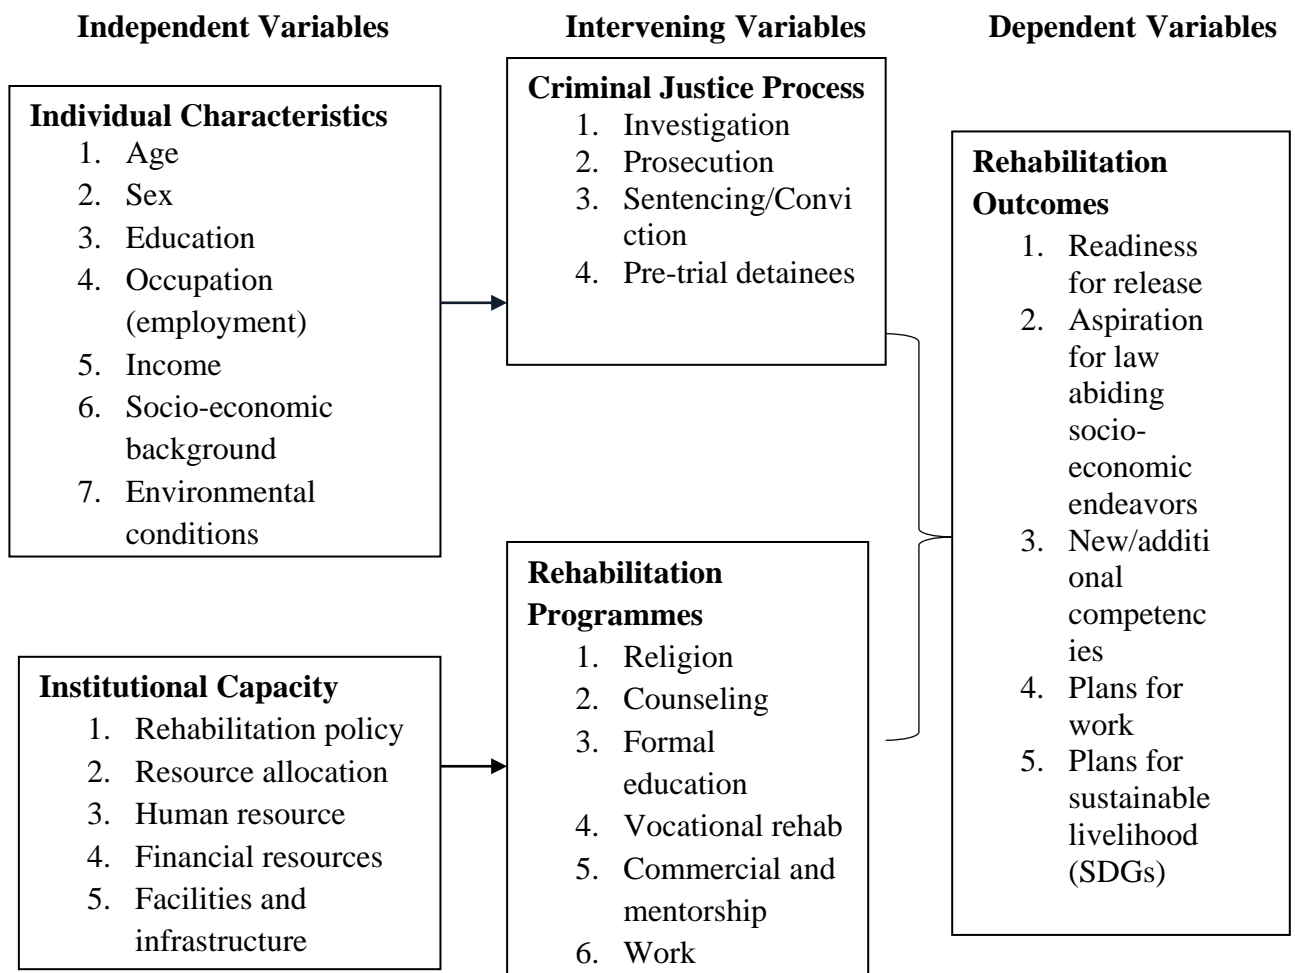 Independent Variables
Intervening Variables
Dependent Variables
Individual Characteristics
1. Age
2. Sex
3. Education
4. Occupation
(employment)
5. Income
6. Socio-economic
background
7. Environmental
conditions
Institutional Capacity
1. Rehabilitation policy
2. Resource allocation
3. Human resource
4. Financial resources
5. Facilities and
infrastructure
Criminal Justice Process
1. Investigation
2. Prosecution
3. Sentencing/Convi
ction
4. Pre-trial detainees
Rehabilitation
Programmes
1. Religion
2. Counseling
3. Formal
education
4. Vocational rehab
5. Commercial and
mentorship
6. Work
Rehabilitation
Outcomes
1. Readiness
for release
2. Aspiration
for law
abiding
socio-
economic
endeavors
3. New/additi
onal
competenc
ies
4. Plans for
work
5. Plans for
sustainable
livelihood
(SDGs)